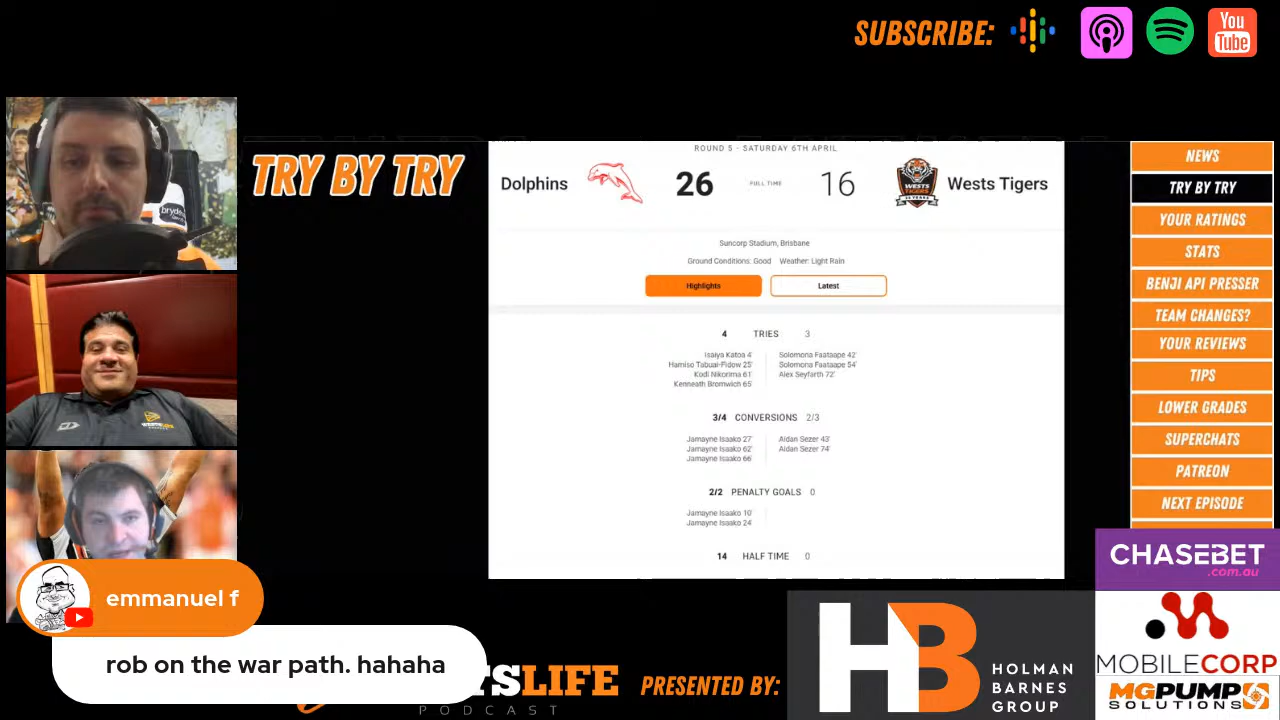 SUBSCRIBE:
You
Tube
TRY BY TRY
ROUND 5 - SATURDAY 6TH APRIL
Dolphins
26
FULL TIME
16
WESTS
TIGERS
Wests Tigers
Suncorp Stadium, Brisbane
Ground Conditions: Good Weather: Light Rain
Highlights
Latest
4 TRIES 3
Isaiya Katoa 4'
Hamiso Tabuai-Fidow 25'
Kodi Nikorima 61'
Kenneath Bromwich 65'
Solomona Faataape 42'
Solomona Faataape 54'
Alex Seyfarth 72'
3/4 CONVERSIONS 2/3
Jamayne Isaako 27'
Jamayne Isaako 62'
Jamayne Isaako 66'
Aidan Sezer 43'
Aidan Sezer 74'
2/2 PENALTY GOALS 0
Jamayne Isaako 10'
Jamayne Isaako 24'
14 HALF TIME 0
NEWS
TRY BY TRY
YOUR RATINGS
STATS
BENJI API PRESSER
TEAM CHANGES?
YOUR REVIEWS
TIPS
LOWER GRADES
SUPERCHATS
PATREON
NEXT EPISODE
emmanuel f
rob on the war path. hahaha
TSLIFE
PODCAST
PRESENTED BY:
HB
HOLMAN
BARNES
GROUP
CHASEBET
.com.au
MOBILECORP
MGPUMP
SOLUTIONS